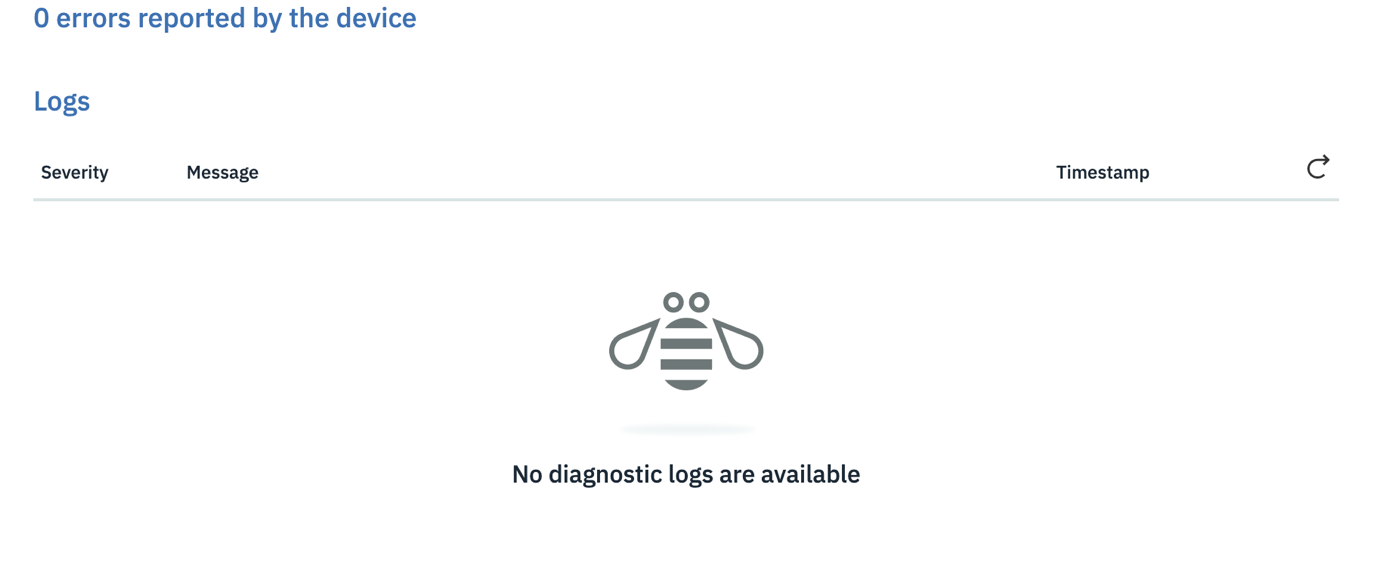 0 errors reported by the device
Logs
Severity Message Timestamp
No diagnostic logs are available